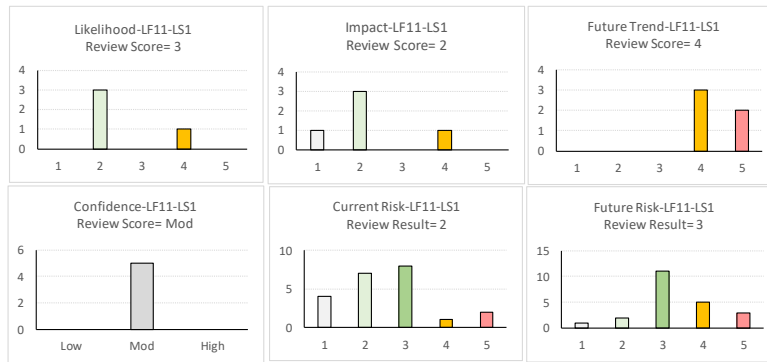 Likelihood-LF11-LS1
Review Score= 3
4
3
2
1
0
1 2 3 4 5
Impact-LF11-LS1
Review Score= 2
4
3
2
1
0
1 2 3 4 5
Future Trend-LF11-LS1
Review Score= 4
4
3
2
1
0
1 2 3 4 5
Confidence-LF11-LS1
Review Score= Mod
6
4
2
0
Low Mod High
Current Risk-LF11-LS1
Review Result= 2
10
5
0
1 2 3 4 5
Future Risk-LF11-LS1
Review Result= 3
15
10
5
0
1 2 3 4 5